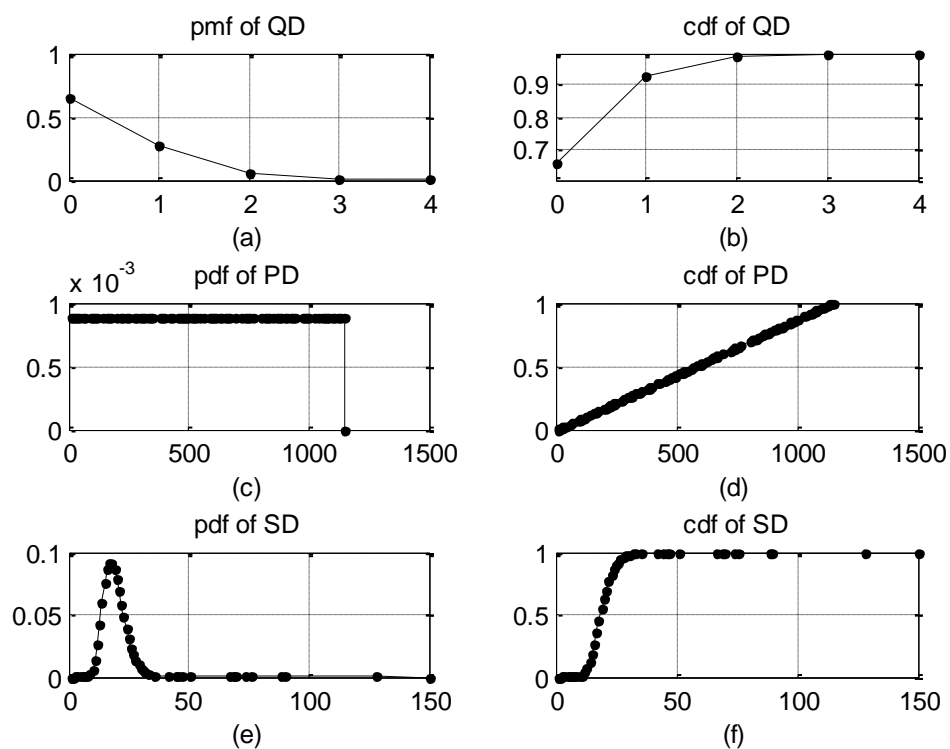 pmf of QD
1
0.5
0
0 1 2 3 4
(a)
cdf of QD
0.9
0.8
0.7
0 1 2 3 4
(b)
x 10-3
pdf of PD
1
0.5
0
0 500 1000 1500
(c)
cdf of PD
1
0.5
0
0 500 1000 1500
(d)
pdf of SD
0.1
0.05
0
0 50 100 150
(e)
cdf of SD
1
0.5
0
0 50 100 150
(f)